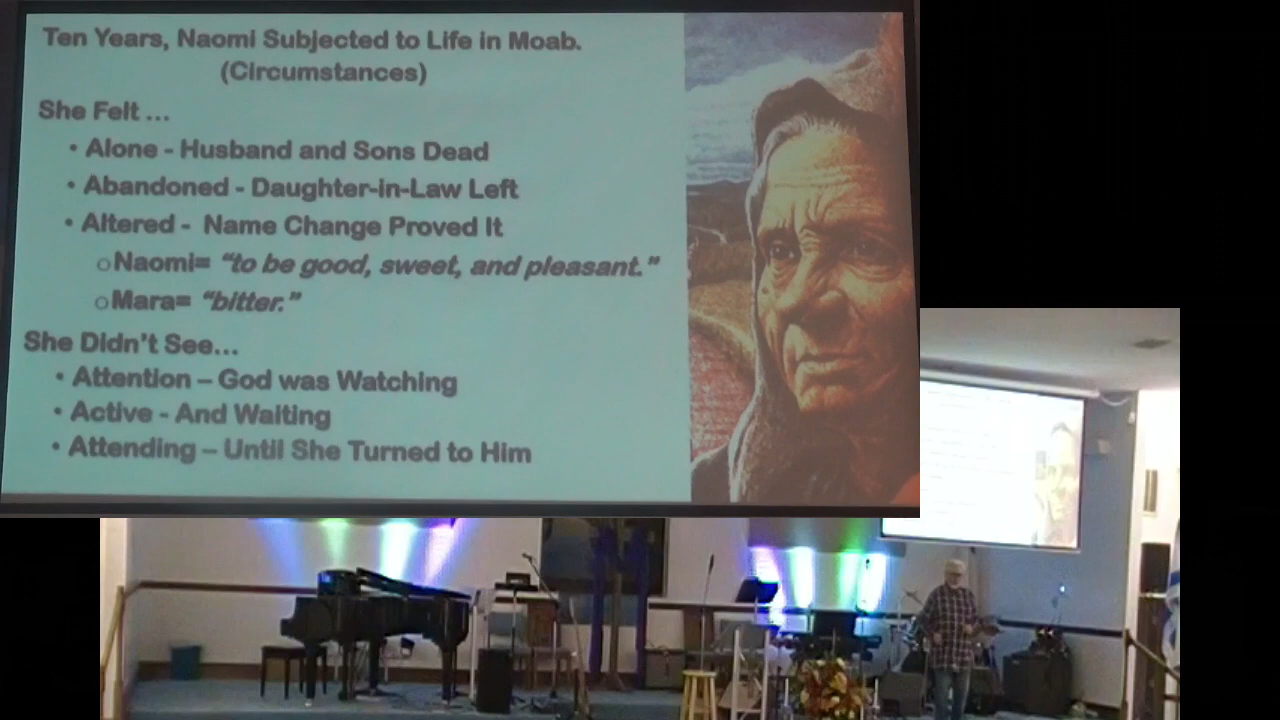 Ten Years, Naomi Subjected to Life in Moab.
(Circumstances)
She Felt ...
• Alone - Husband and Sons Dead
• Abandoned - Daughter-in-Law Left
• Altered - Name Change Proved It
○ Naomi= "to be good, sweet, and pleasant."
○ Mara= "bitter."
She Didn't See...
• Attention – God was Watching
• Active - And Waiting
• Attending – Until She Turned to Him